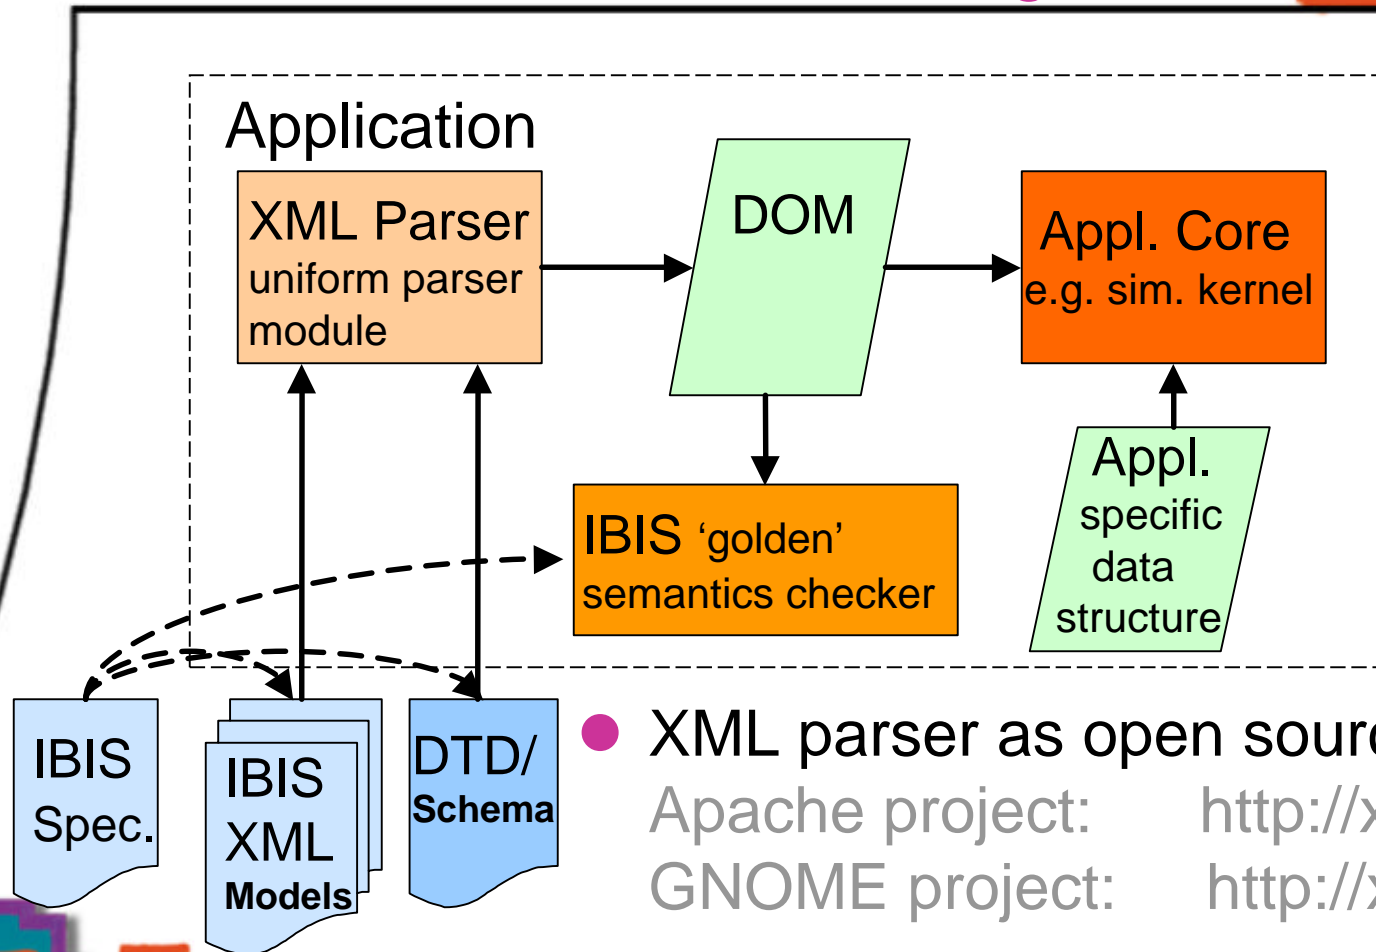 Application
XML Parser
uniform parser
module
DOM
Appl. Core
e.g. sim. kernel
IBIS ‘golden’
semantics checker
Appl.
specific
data
structure
IBIS
Spec.
IBIS
XML
Models
DTD/
Schema
XML parser as open
Apache project: http://
GNOME project: http://